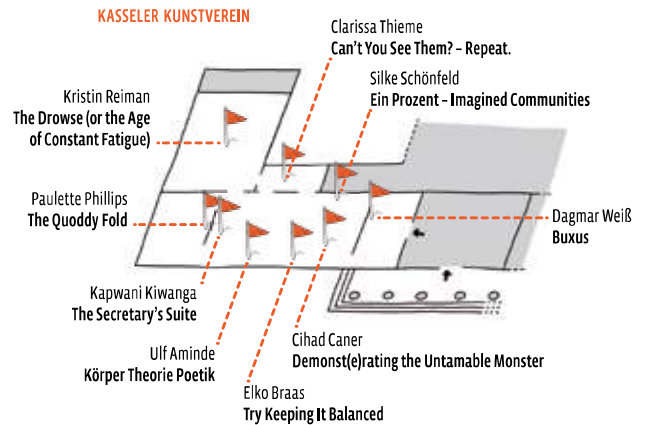 KASSELER KUNSTVEREIN
Clarissa Thieme
Can't You See Them? – Repeat.
Silke Schönfeld
Ein Prozent – Imagined Communities
Kristin Reiman
The Drowse (or the Age
of Constant Fatigue)
Paulette Phillips
The Quoddy Fold
Dagmar Weiß
Buxus
Kapwani Kiwanga
The Secretary's Suite
Ulf Aminde
Körper Theorie Poetik
Cihad Caner
Demonst(e)rating the Untamable Monster
Elko Braas
Try Keeping It Balanced